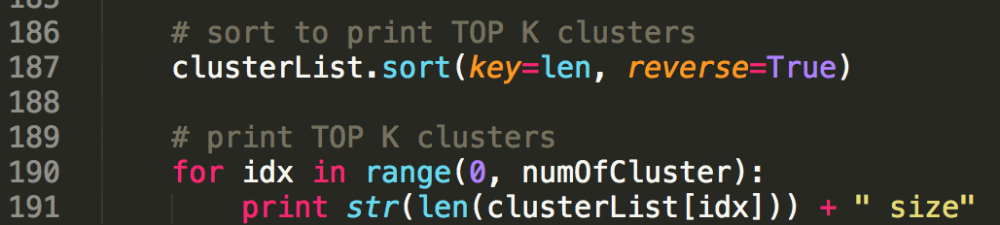 185
186 # sort to print TOP K clusters
187 clusterList.sort(key=len, reverse=True)
188
189 # print TOP K clusters
190 for idx in range(0, numOfCluster):
191 print str(len(clusterList[idx])) + " size"